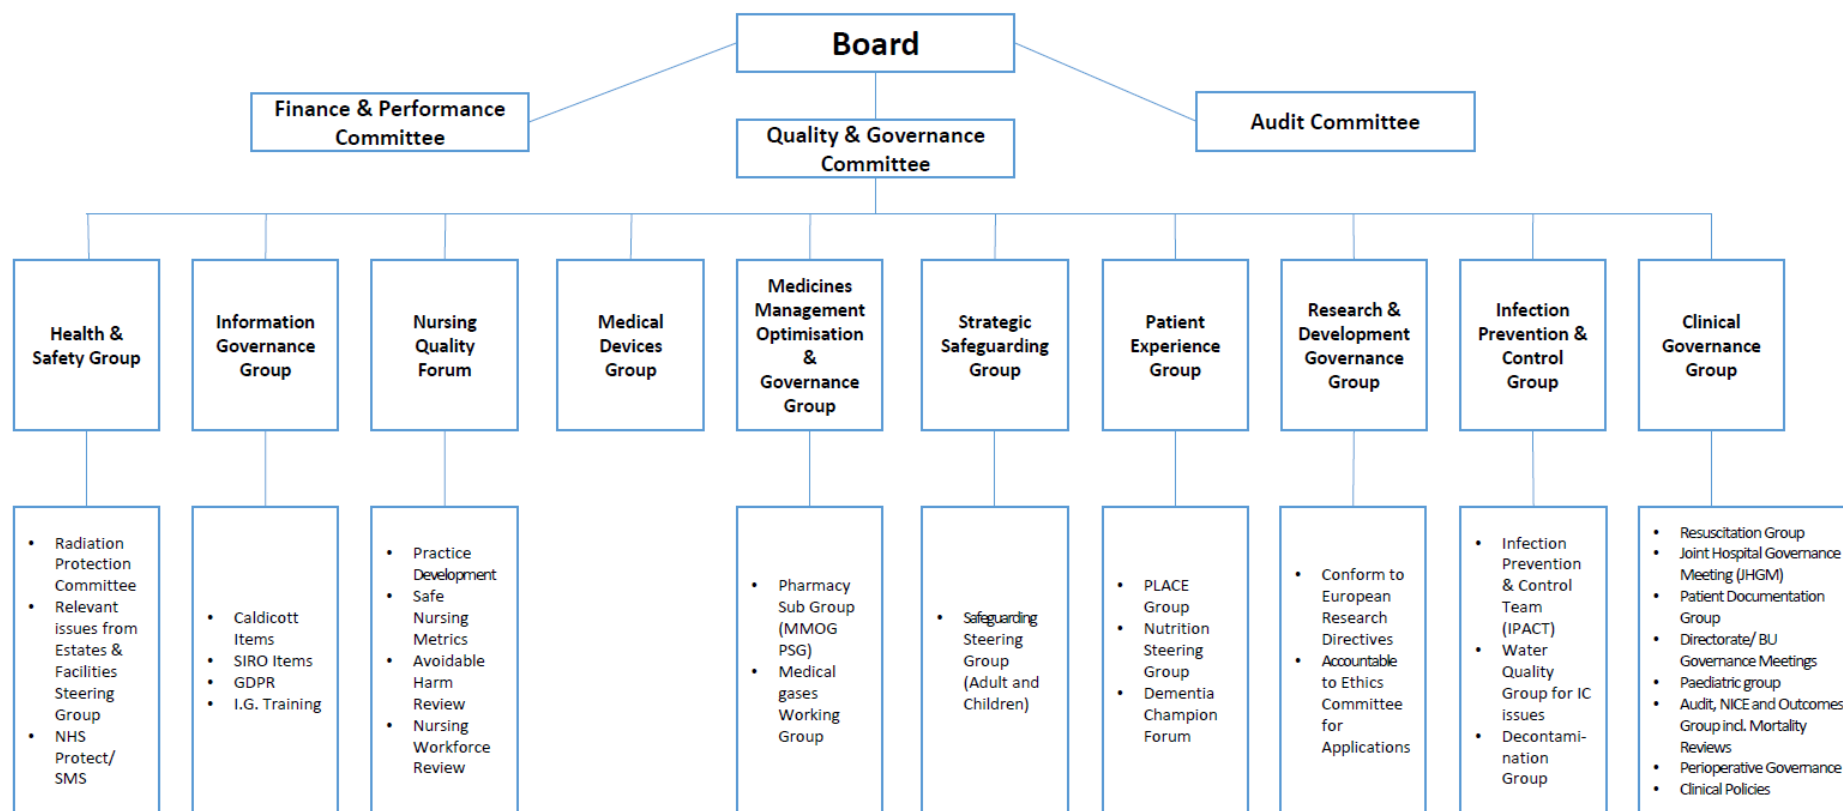 Board
Finance & Performance
Committee
Quality & Governance
Committee
Audit Committee
Health &
Safety Group
Information
Governance
Group
Nursing
Quality
Forum
Medical
Devices
Group
Medicines
Management
Optimisation
&
Governance
Group
Strategic
Safeguarding
Group
Patient
Experience
Group
Research &
Development
Governance
Group
Infection
Prevention &
Control
Group
Clinical
Governance
Group
• Radiation
Protection
Committee
• Relevant
issues from
Estates &
Facilities
Steering
Group
• NHS
Protect/
SMS
• Caldicott
Items
• SIRO Items
• GDPR
• I.G. Training
• Practice
Development
• Safe
Nursing
Metrics
• Avoidable
Harm
Review
• Nursing
Workforce
Review
• Pharmacy
Sub Group
(MMOG
PSG)
• Medical
gases
Working
Group
• Safeguarding
Steering
Group
(Adult and
Children)
• PLACE
Group
• Nutrition
Steering
Group
• Dementia
Champion
Forum
• Conform to
European
Research
Directives
• Accountable
to Ethics
Committee
for
Applications
• Infection
Prevention
& Control
Team
(IPACT)
• Water
Quality
Group for IC
issues
• Decontami-
nation
Group
• Resuscitation Group
• Joint Hospital Governance
Meeting (JHGM)
• Patient Documentation
Group
• Directorate/ BU
Governance Meetings
• Paediatric group
• Audit, NICE and Outcomes
Group incl. Mortality
Reviews
• Perioperative Governance
• Clinical Policies